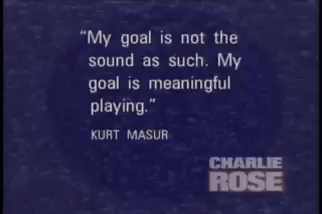 “My goal is not the
sound as such. My
goal is meaningful
playing.”
KURT MASUR
CHARLIE
ROSE